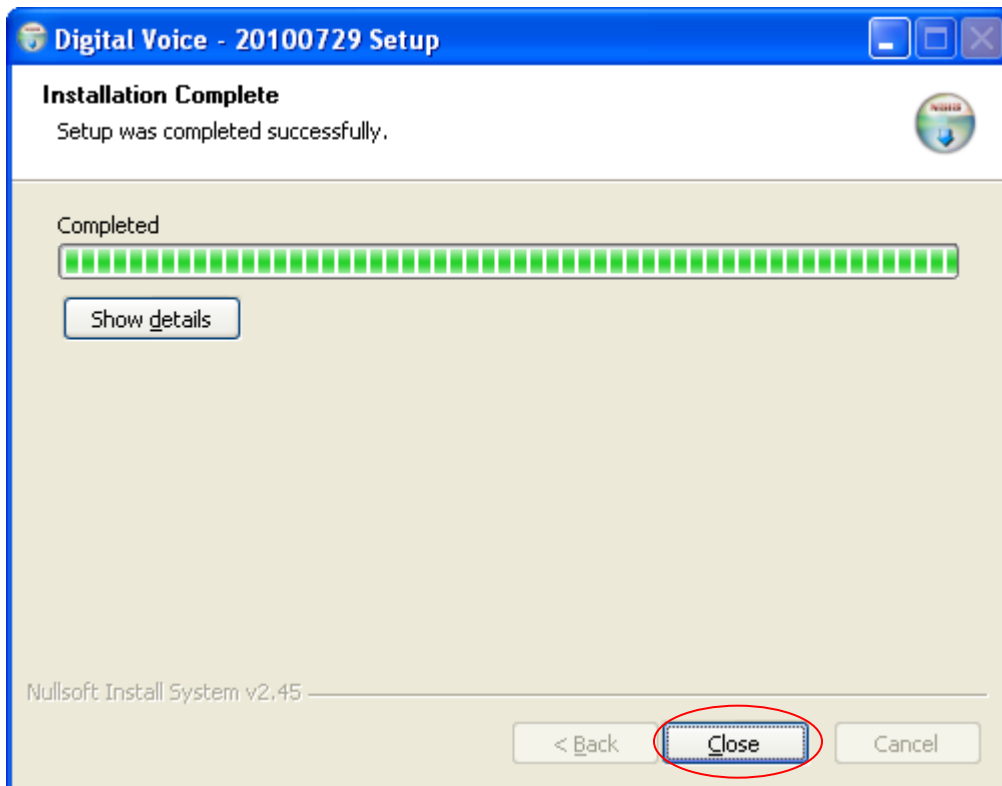 Digital Voice - 20100729 Setup
Installation Complete
Setup was completed successfully.
Completed
Show details
Nullsoft Install System v2.45
< Back
Close
Cancel